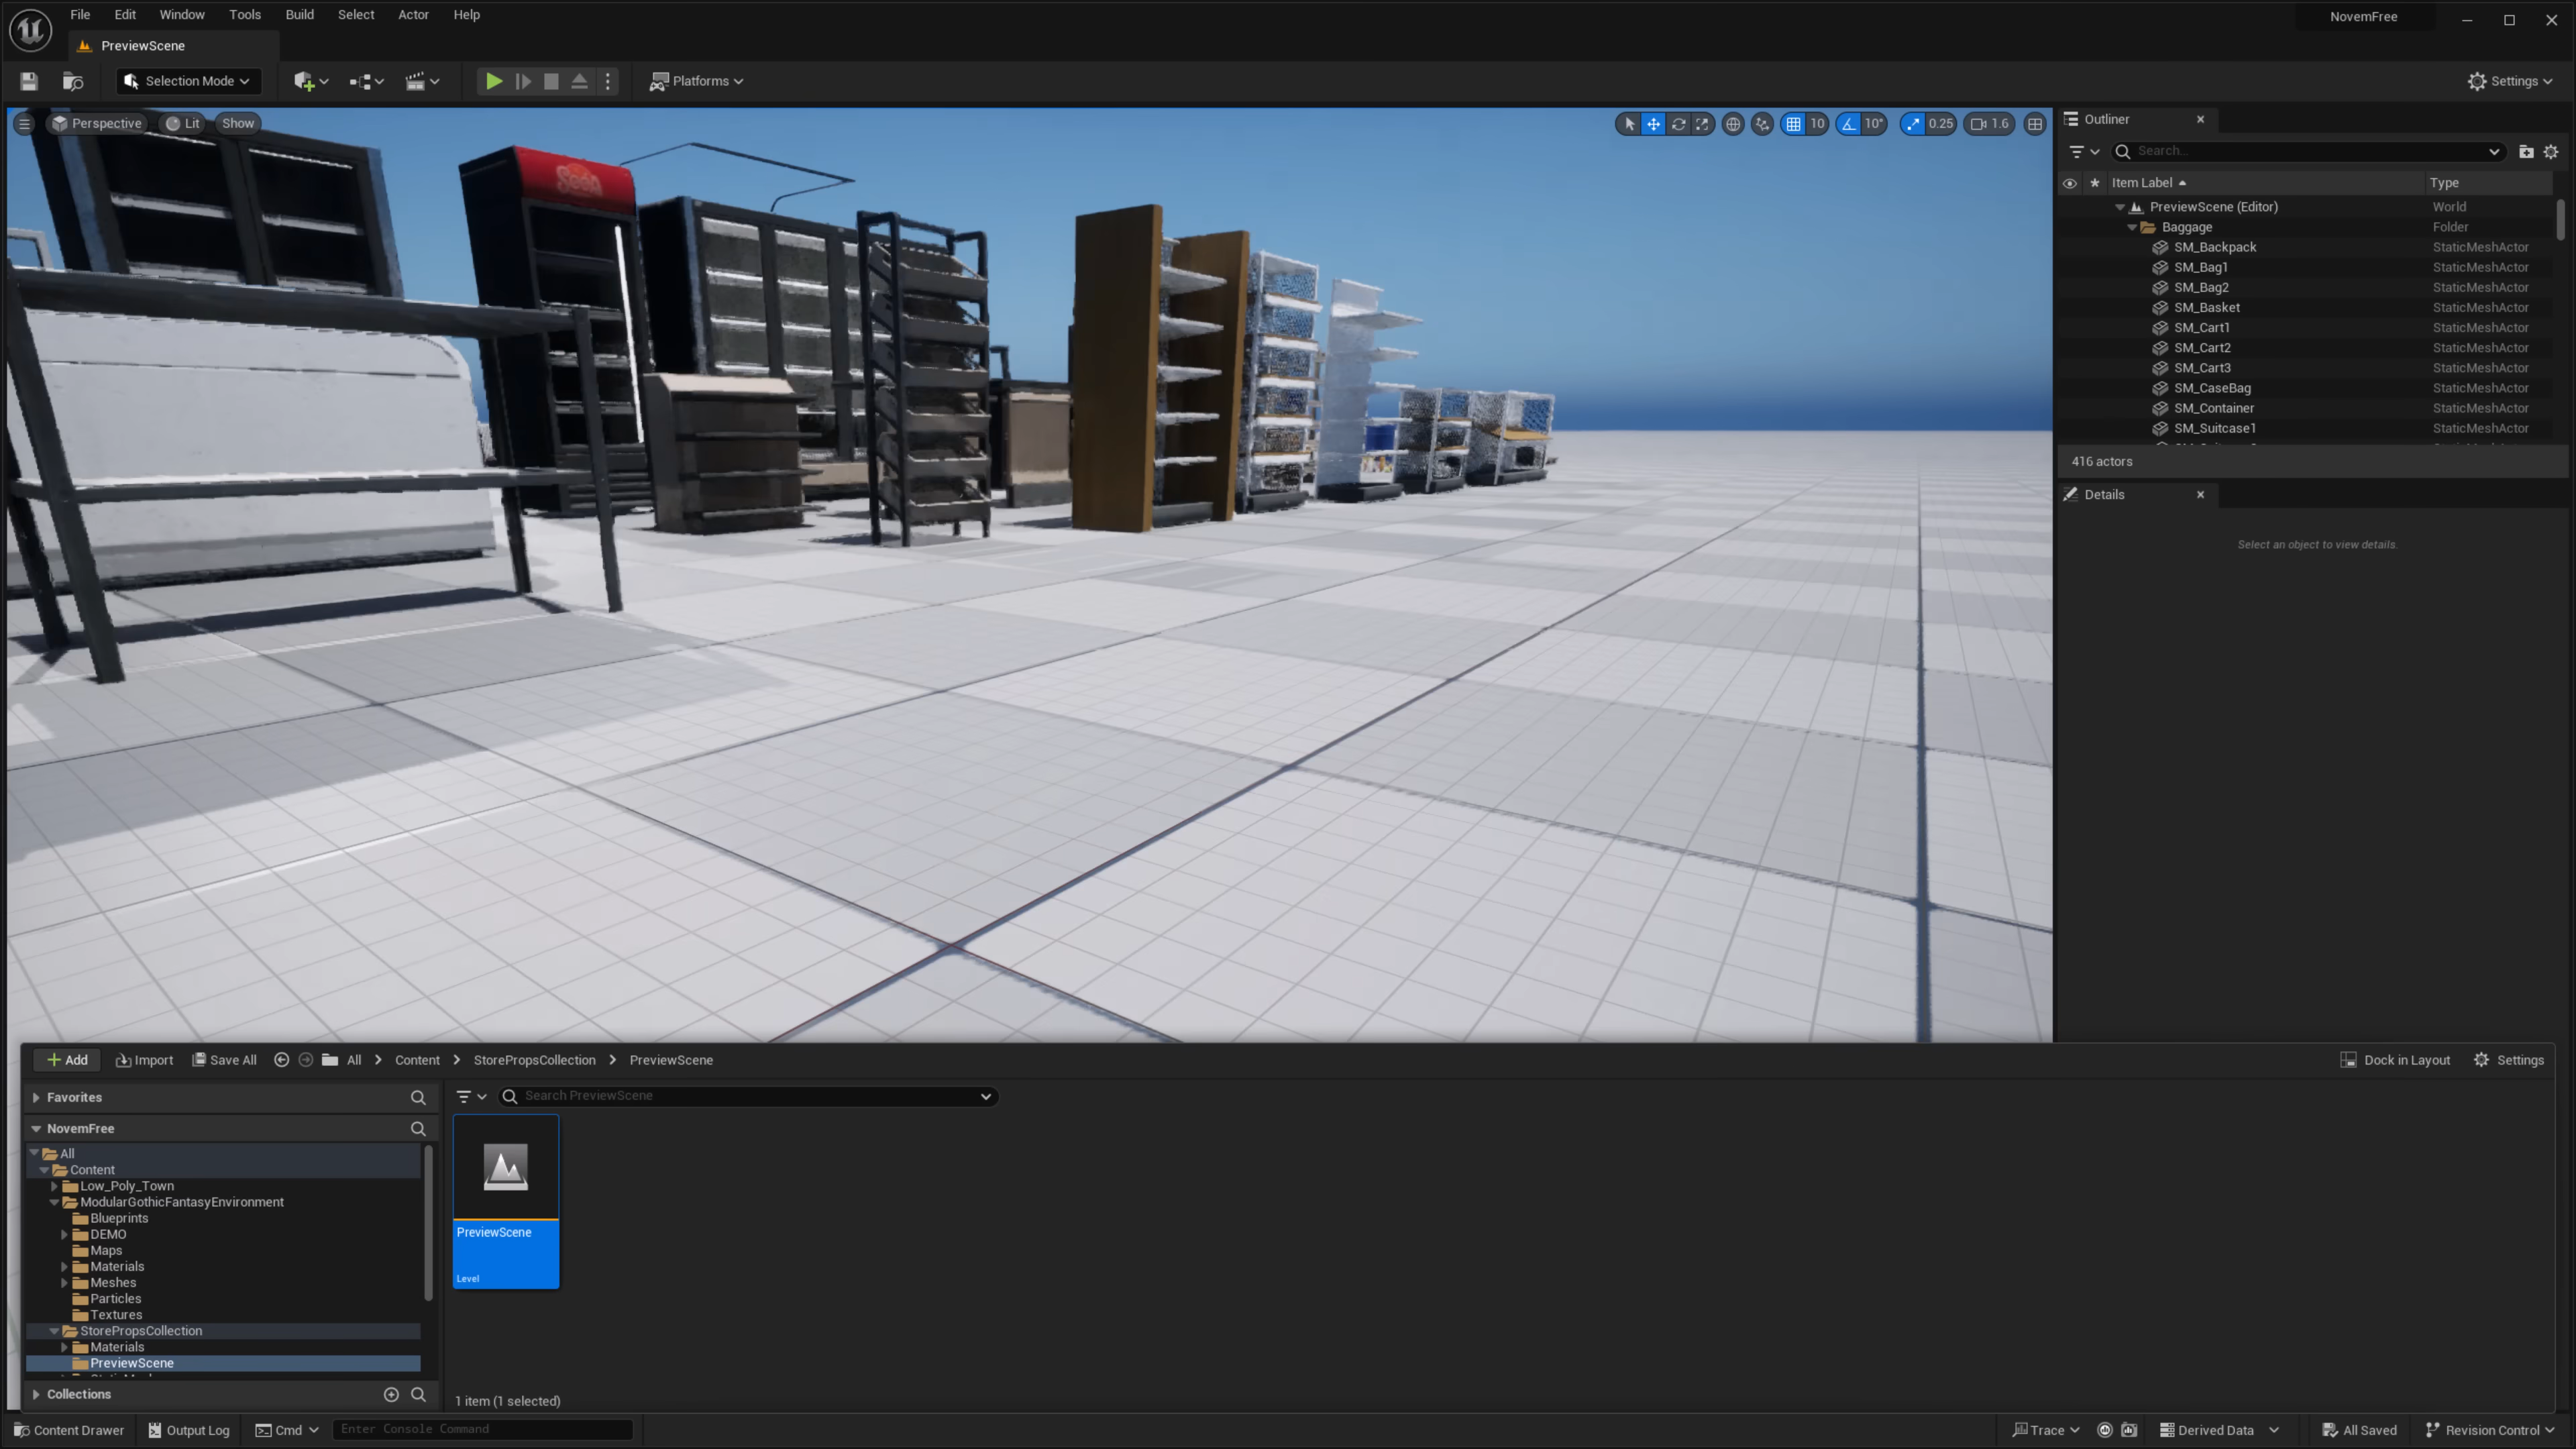 File Edit Window Tools Build Select Actor Help
NovemFree
PreviewScene
Selection Mode
Platforms
Settings
Perspective Lit Show
10 10° 0.25 1.6
Outliner
Search...
Item Label Type
PreviewScene (Editor) World
Baggage Folder
SM_Backpack StaticMeshActor
SM_Bag1 StaticMeshActor
SM_Bag2 StaticMeshActor
SM_Basket StaticMeshActor
SM_Cart1 StaticMeshActor
SM_Cart2 StaticMeshActor
SM_Cart3 StaticMeshActor
SM_CaseBag StaticMeshActor
SM_Container StaticMeshActor
SM_Suitcase1 StaticMeshActor
416 actors
Details
Select an object to view details.
Add Import Save All All Content StorePropsCollection PreviewScene
Dock in Layout Settings
Favorites
Search PreviewScene
NovemFree
All
Content
Low_Poly_Town
ModularGothicFantasyEnvironment
Blueprints
DEMO
Maps
Materials
Meshes
Particles
Textures
StorePropsCollection
Materials
PreviewScene
Collections
PreviewScene
Level
1 item (1 selected)
Content Drawer Output Log Cmd Enter Console Command
Trace Derived Data All Saved Revision Control